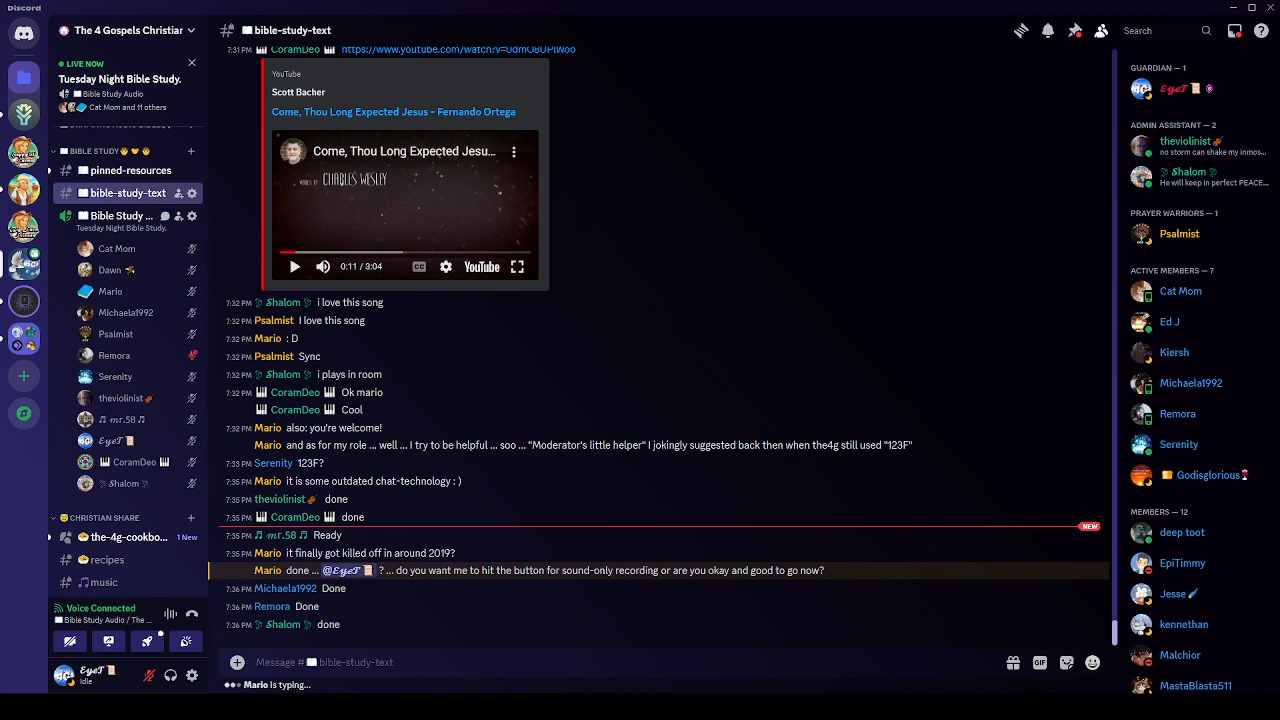 Discord
The 4 Gospels Christiar
LIVE NOW
Tuesday Night Bible Study.
Bible Study Audio
Cat Mom and 11 others
BIBLE STUDY
pinned-resources
bible-study-text
Bible Study ...
Tuesday Night Bible Study.
Cat Mom
Dawn
Mario
Michaela1992
Psalmist
Remora
Serenity
theviolinist
♫ 𝓂𝓇.58 ♫
𝓔𝔂𝓮𝓣
CoramDeo
𝓢halom
CHRISTIAN SHARE
the-4g-cookbo... 1 New
recipes
music
Voice Connected
Bible Study Audio / The ...
𝓔𝔂𝓮𝓣
Idle
bible-study-text
Search
7:31 PM CoramDeo
YouTube
Scott Bacher
Come, Thou Long Expected Jesus - Fernando Ortega
Come, Thou Long Expected Jesu...
WORDS BY CHARLES WESLEY
0:11 / 3:04 CC YouTube
7:32 PM 𝓢halom i love this song
7:32 PM Psalmist I love this song
7:32 PM Mario : D
7:32 PM Psalmist Sync
7:32 PM 𝓢halom i plays in room
7:32 PM CoramDeo Ok mario
CoramDeo Cool
7:32 PM Mario also: you're welcome!
Mario and as for my role ... well ... I try to be helpful ... soo ... "Moderator's little helper" I jokingly suggested back then when the4g still used "123F"
7:33 PM Serenity 123F?
7:35 PM Mario it is some outdated chat-technology : )
7:35 PM theviolinist done
7:35 PM CoramDeo done
NEW
7:35 PM ♫ 𝓂𝓇.58 ♫ Ready
7:35 PM Mario it finally got killed off in around 2019?
Mario done ... @𝓔𝔂𝓮𝓣 ? ... do you want me to hit the button for sound-only recording or are you okay and good to go now?
7:36 PM Michaela1992 Done
7:36 PM Remora Done
7:36 PM 𝓢halom done
Message # bible-study-text
GIF
Mario is typing...
GUARDIAN — 1
𝓔𝔂𝓮𝓣
ADMIN ASSISTANT — 2
theviolinist
no storm can shake my inmos...
𝓢halom
He will keep in perfect PEACE...
PRAYER WARRIORS — 1
Psalmist
ACTIVE MEMBERS — 7
Cat Mom
Ed J
Kiersh
Michaela1992
Remora
Serenity
Godisglorious
MEMBERS — 12
deep toot
EpiTimmy
Jesse
kennethan
Malchior
MastaBlasta511